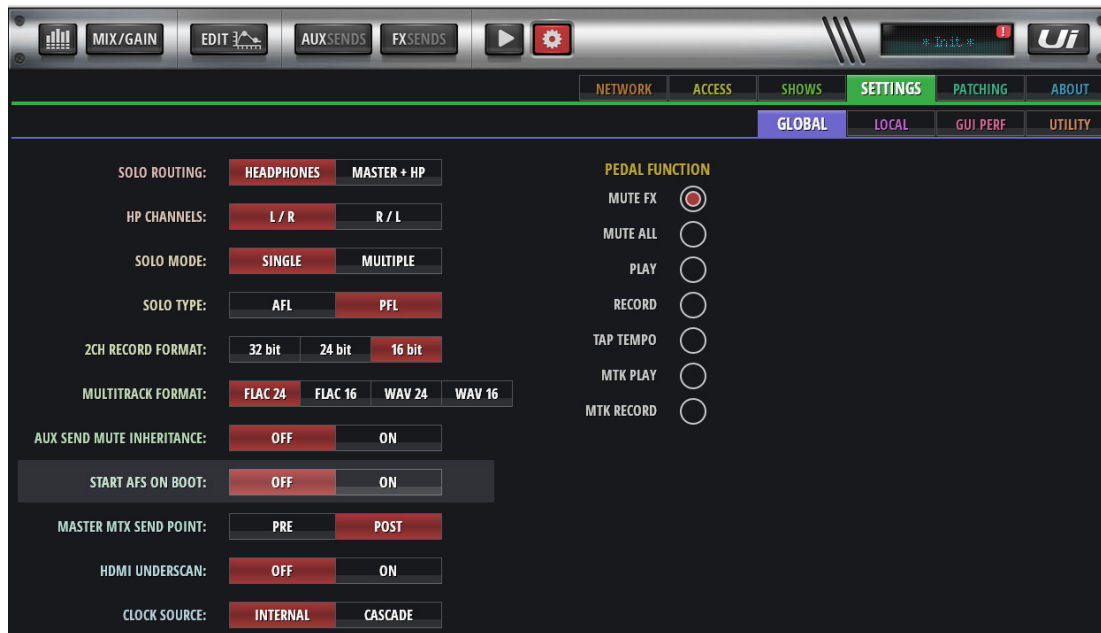 MIX/GAIN EDIT AUXSENDS FXSENDS * Init * ! Ui
NETWORK ACCESS SHOWS SETTINGS PATCHING ABOUT
GLOBAL LOCAL GUI PERF UTILITY
SOLO ROUTING: HEADPHONES MASTER + HP
HP CHANNELS: L / R R / L
SOLO MODE: SINGLE MULTIPLE
SOLO TYPE: AFL PFL
2CH RECORD FORMAT: 32 bit 24 bit 16 bit
MULTITRACK FORMAT: FLAC 24 FLAC 16 WAV 24 WAV 16
AUX SEND MUTE INHERITANCE: OFF ON
START AFS ON BOOT: OFF ON
MASTER MTX SEND POINT: PRE POST
HDMI UNDERSCAN: OFF ON
CLOCK SOURCE: INTERNAL CASCADE
PEDAL FUNCTION
MUTE FX
MUTE ALL
PLAY
RECORD
TAP TEMPO
MTK PLAY
MTK RECORD